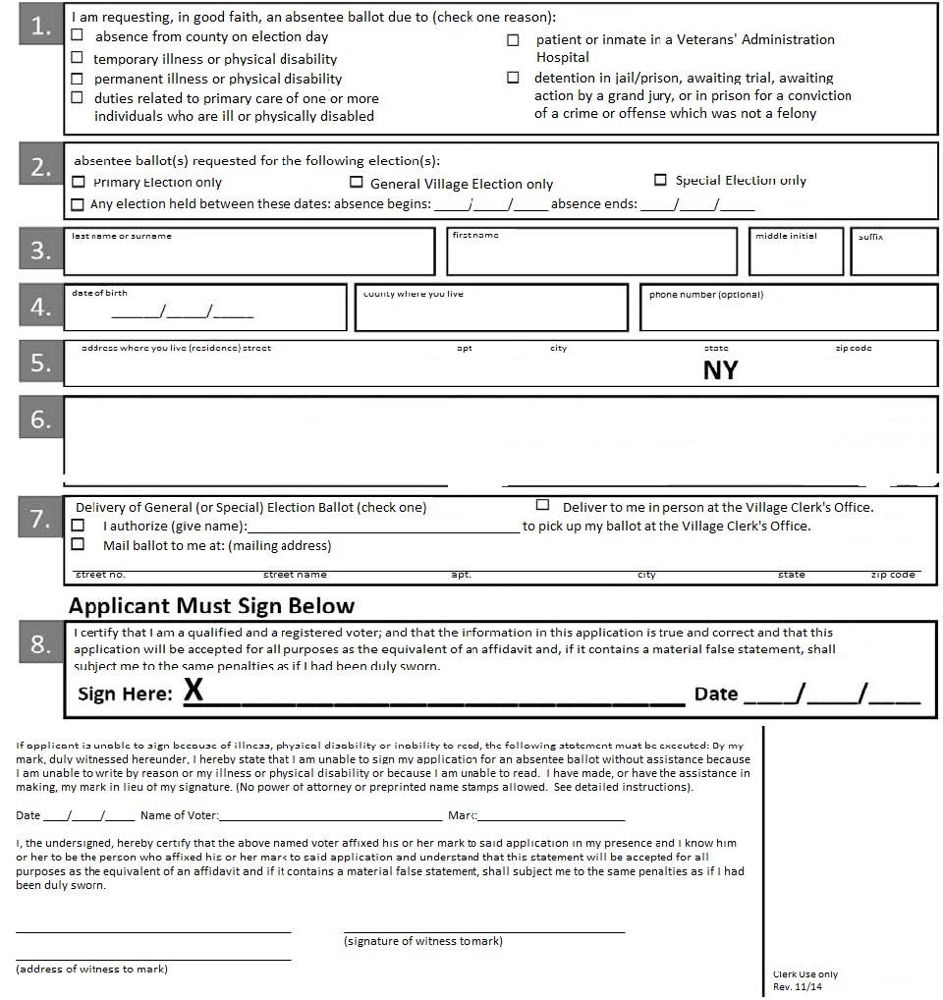 1.
I am requesting, in good faith, an absentee ballot due to (check one reason):
absence from county on election day
temporary illness or physical disability
permanent illness or physical disability
duties related to primary care of one or more
individuals who are ill or physically disabled
patient or inmate in a Veterans' Administration
Hospital
detention in jail/prison, awaiting trial, awaiting
action by a grand jury, or in prison for a conviction
of a crime or offense which was not a felony
2.
absentee ballot(s) requested for the following election(s):
Primary Election only General Village Election only Special Election only
Any election held between these dates: absence begins: _____/_____/_____ absence ends: _____/_____/_____
3.
last name or surname first name middle initial suffix
4.
date of birth county where you live phone number (optional)
_____/_____/_____
5.
address where you live (residence) street apt city state zip code
NY
6.
7.
Delivery of General (or Special) Election Ballot (check one) Deliver to me in person at the Village Clerk's Office.
I authorize (give name):______________________________ to pick up my ballot at the Village Clerk's Office.
Mail ballot to me at: (mailing address)
street no. street name apt. city state zip code
Applicant Must Sign Below
8.
I certify that I am a qualified and a registered voter; and that the information in this application is true and correct and that this
application will be accepted for all purposes as the equivalent of an affidavit and, if it contains a material false statement, shall
subject me to the same penalties as if I had been duly sworn.
Sign Here: X______________________________ Date ____/____/____
If applicant is unable to sign because of illness, physical disability or inability to read, the following statement must be executed: By my
mark, duly witnessed hereunder, I hereby state that I am unable to sign my application for an absentee ballot without assistance because
I am unable to write by reason or my illness or physical disability or because I am unable to read. I have made, or have the assistance in
making, my mark in lieu of my signature. (No power of attorney or preprinted name stamps allowed. See detailed instructions).
Date ____/____/____ Name of Voter:______________________________ Mark:____________________
I, the undersigned, hereby certify that the above named voter affixed his or her mark to said application in my presence and I know him
or her to be the person who affixed his or her mark to said application and understand that this statement will be accepted for all
purposes as the equivalent of an affidavit and if it contains a material false statement, shall subject me to the same penalties as if I had
been duly sworn.
(signature of witness to mark)
(address of witness to mark)
Clerk Use only
Rev. 11/14